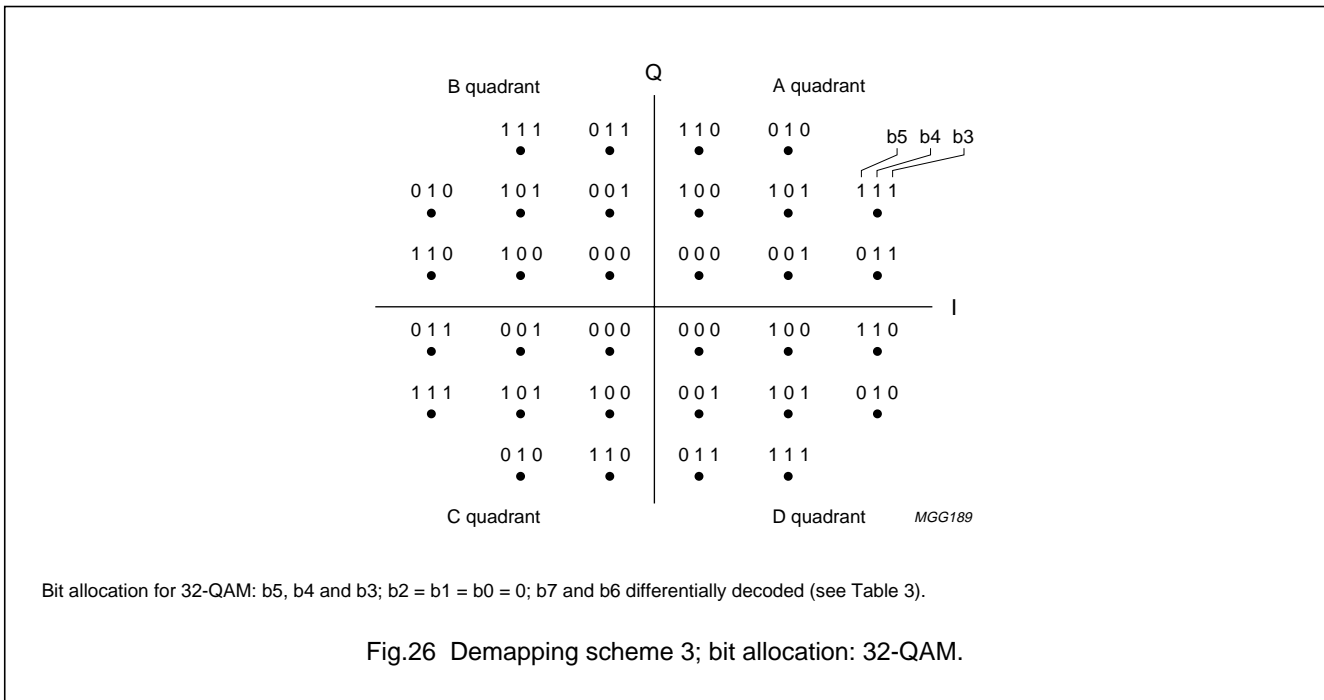 Q
B quadrant A quadrant
1 1 1 0 1 1 1 1 0 0 1 0
b5 b4 b3
0 1 0 1 0 1 0 0 1 1 0 0 1 0 1 1 1 1
1 1 0 1 0 0 0 0 0 0 0 0 0 0 1 0 1 1
I
0 1 1 0 0 1 0 0 0 0 0 0 1 0 0 1 1 0
1 1 1 1 0 1 1 0 0 0 0 1 1 0 1 0 1 0
0 1 0 1 1 0 0 1 1 1 1 1
C quadrant D quadrant MGG189
Bit allocation for 32-QAM: b5, b4 and b3; b2 = b1 = b0 = 0; b7 and b6 differentially decoded (see Table 3).
Fig.26 Demapping scheme 3; bit allocation: 32-QAM.